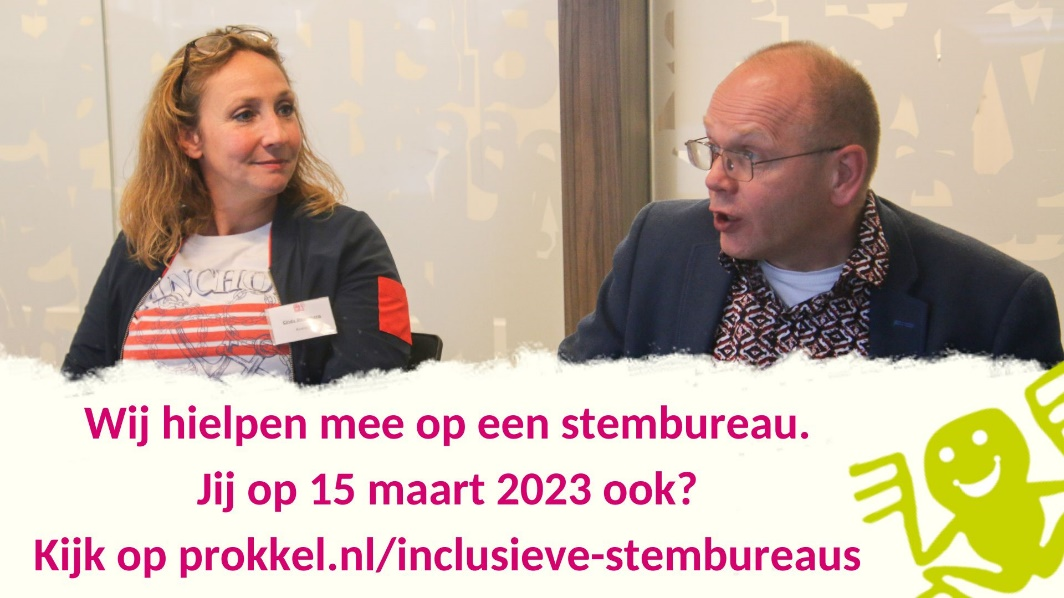 Wij hielpen mee op een stembureau.
Jij op 15 maart 2023 ook?
Kijk op prokkel.nl/inclusieve-stembureaus